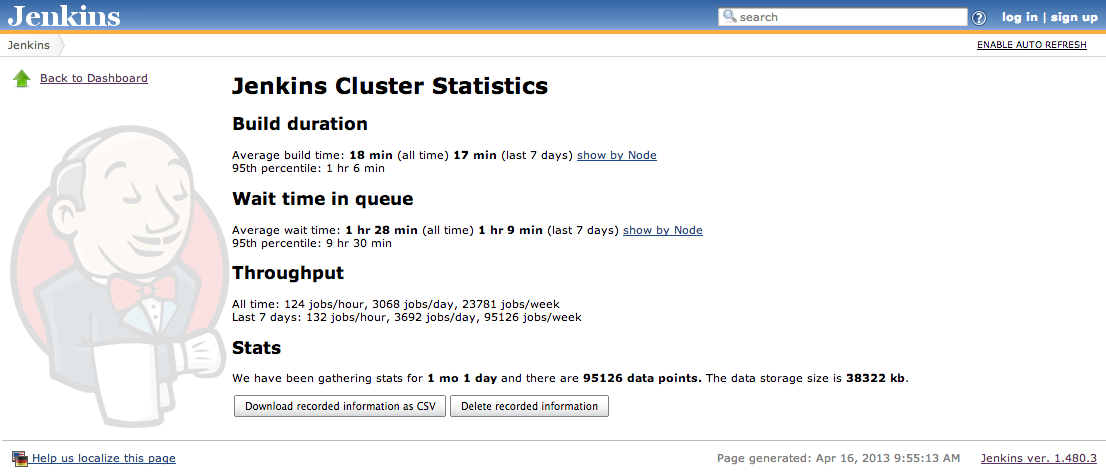 Jenkins
search
? log in | sign up
Jenkins
ENABLE AUTO REFRESH
Back to Dashboard
Jenkins Cluster Statistics
Build duration
Average build time: 18 min (all time) 17 min (last 7 days) show by Node
95th percentile: 1 hr 6 min
Wait time in queue
Average wait time: 1 hr 28 min (all time) 1 hr 9 min (last 7 days) show by Node
95th percentile: 9 hr 30 min
Throughput
All time: 124 jobs/hour, 3068 jobs/day, 23781 jobs/week
Last 7 days: 132 jobs/hour, 3692 jobs/day, 95126 jobs/week
Stats
We have been gathering stats for 1 mo 1 day and there are 95126 data points. The data storage size is 38322 kb.
Download recorded information as CSV Delete recorded information
Help us localize this page Page generated: Apr 16, 2013 9:55:13 AM Jenkins ver. 1.480.3